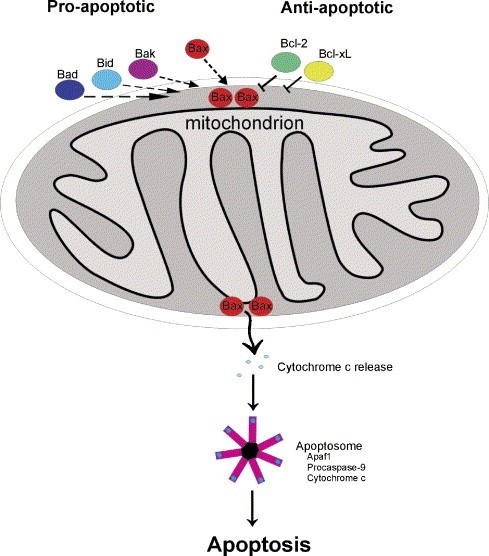 Pro-apoptotic
Anti-apoptotic
Bax
Bcl-2
Bak
Bcl-xL
Bid
Bad
Bax Bax
mitochondrion
Bax Bax
Cytochrome c release
Apoptosome
Apaf1
Procaspase-9
Cytochrome c
Apoptosis